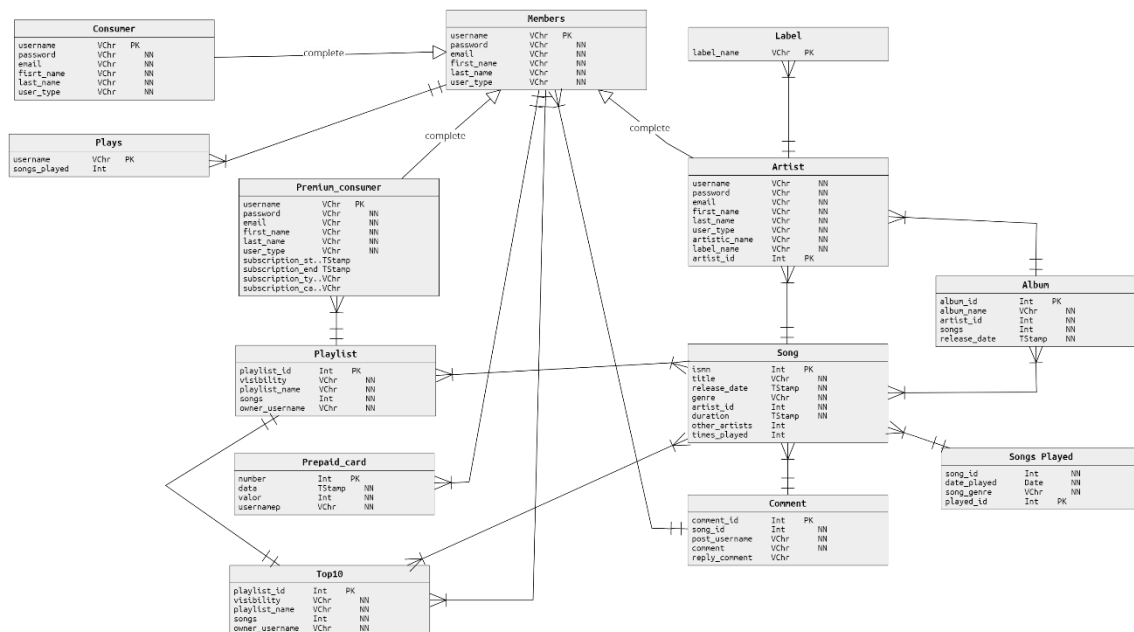 Consumer
username VChr PK
password VChr NN
email VChr NN
fisrt_name VChr NN
last_name VChr NN
user_type VChr NN
complete
Members
username VChr PK
password VChr NN
email VChr NN
first_name VChr NN
last_name VChr NN
user_type VChr NN
Label
label_name VChr PK
Plays
username VChr PK
songs_played Int
complete
complete
Premium_consumer
username VChr PK
password VChr NN
email VChr NN
first_name VChr NN
last_name VChr NN
user_type VChr NN
subscription_st..TStamp
subscription_end TStamp
subscription_ty..VChr
subscription_ca..VChr
Artist
username VChr NN
password VChr NN
email VChr NN
first_name VChr NN
last_name VChr NN
user_type VChr NN
artistic_name VChr NN
label_name VChr NN
artist_id Int PK
Album
album_id Int PK
album_name VChr NN
artist_id Int NN
songs Int NN
release_date TStamp NN
Playlist
playlist_id Int PK
visibility VChr NN
playlist_name VChr NN
songs Int NN
owner_username VChr NN
Song
ismn Int PK
title VChr NN
release_date TStamp NN
genre VChr NN
artist_id Int NN
duration TStamp NN
other_artists Int
times_played Int
Prepaid_card
number Int PK
data TStamp NN
valor Int NN
usernamep VChr NN
Songs Played
song_id Int NN
date_played Date NN
song_genre VChr NN
played_id Int PK
Comment
comment_id Int PK
song_id Int NN
post_username VChr NN
comment VChr NN
reply_comment VChr
Top10
playlist_id Int PK
visibility VChr NN
playlist_name VChr NN
songs Int NN
owner_username VChr NN